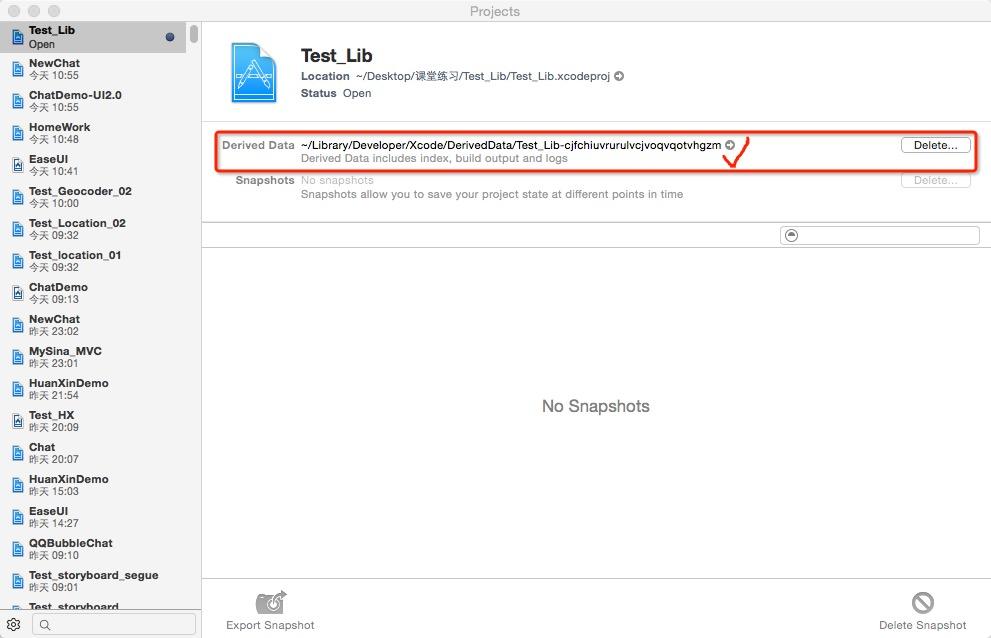 Projects
Test_Lib
Open
NewChat
今天 10:55
ChatDemo-UI2.0
今天 10:55
HomeWork
今天 10:48
EaseUI
今天 10:41
Test_Geocoder_02
今天 10:00
Test_Location_02
今天 09:32
Test_location_01
今天 09:32
ChatDemo
今天 09:13
NewChat
昨天 23:02
MySina_MVC
昨天 23:01
HuanXinDemo
昨天 21:54
Test_HX
昨天 20:09
Chat
昨天 20:07
HuanXinDemo
昨天 15:03
EaseUI
昨天 14:27
QQBubbleChat
昨天 09:10
Test_storyboard_segue
昨天 09:01
Test_storyboard
Test_Lib
Location ~/Desktop/课堂练习/Test_Lib/Test_Lib.xcodeproj
Status Open
Derived Data ~/Library/Developer/Xcode/DerivedData/Test_Lib-cjfchiuvrurulvcjvoqvqotvhgzm Delete...
Derived Data includes index, build output and logs
Snapshots No snapshots Delete...
Snapshots allow you to save your project state at different points in time
No Snapshots
Export Snapshot
Delete Snapshot